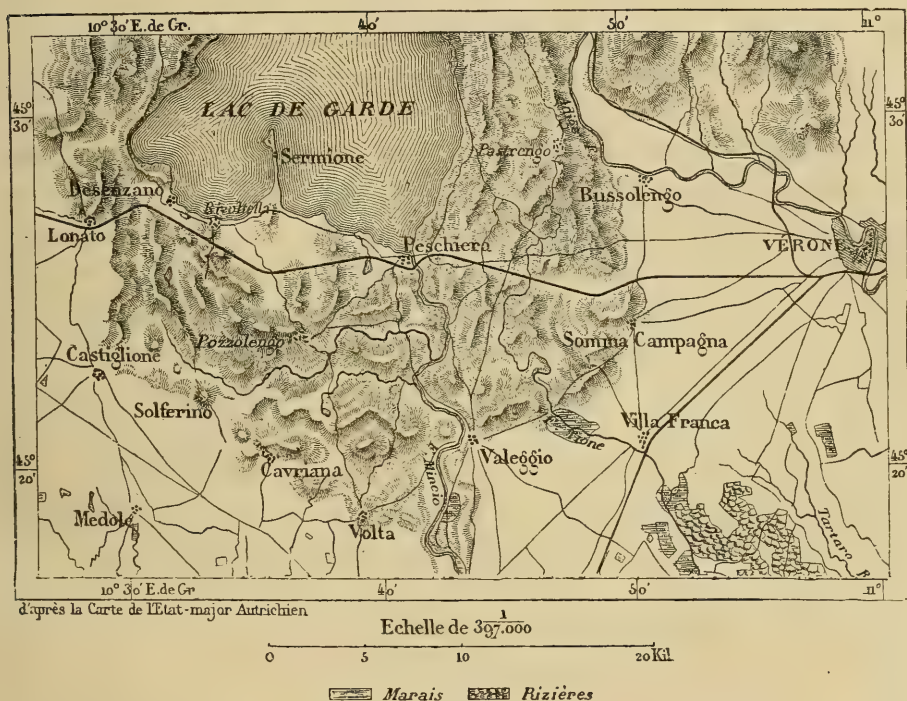 10° 30' E. de Gr.
40'
50'
11°
45°
30'
45°
30'
LAC DE GARDE
Sermione
Pastrengo
Adige
Desenzano
Rivoltella
Bussolengo
Lonato
Peschiera
VERONE
Pozzolengo
Somma Campagna
Castiglione
Solferino
Villa Franca
Tione
Cavriana
Valeggio
Mincio
45°
20'
45°
20'
Medole
Volta
Tartaro
R.
10° 30' E. de Gr
40'
50'
11°
d'après la Carte de l'Etat-major Autrichien
Echelle de 1/397.000
0 5 10 20 Kil.
Marais Rizières